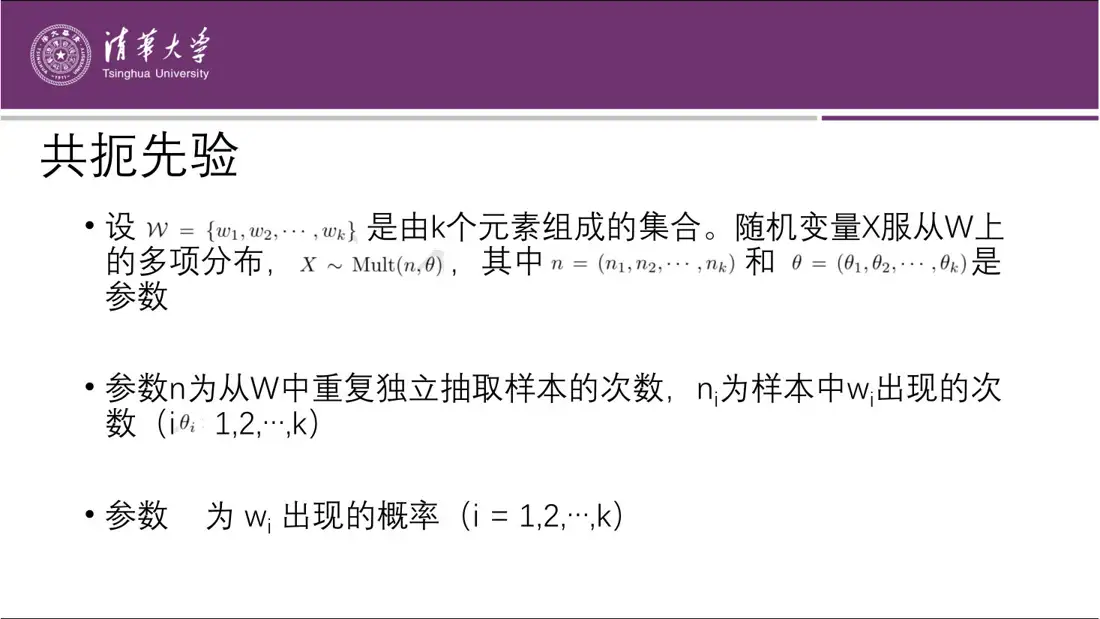 清华大学
Tsinghua University
共扼先验
• 设 𝒲 = {w₁, w₂, ⋯ , wₖ} 是由k个元素组成的集合。随机变量X服从W上
的多项分布， X ∼ Mult(n, θ) ，其中 n = (n₁, n₂, ⋯ , nₖ) 和 θ = (θ₁, θ₂, ⋯ , θₖ) 是
参数
• 参数n为从W中重复独立抽取样本的次数，nᵢ为样本中wᵢ出现的次
数（i θᵢ 1,2,⋯,k）
• 参数 为 wᵢ 出现的概率（i = 1,2,⋯,k）